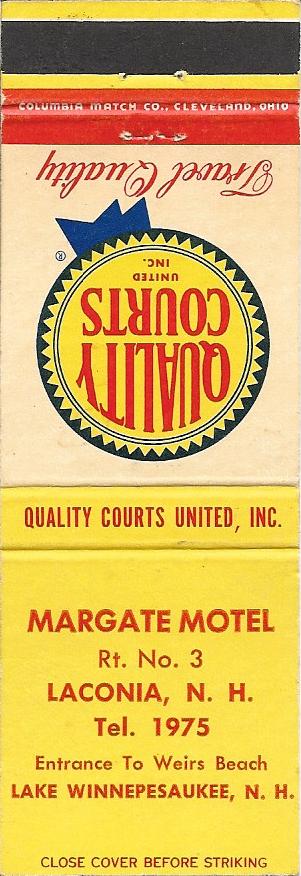 COLUMBIA MATCH CO., CLEVELAND, OHIO
Travel Quality
QUALITY
COURTS
UNITED
INC.
®
QUALITY COURTS UNITED, INC.
MARGATE MOTEL
Rt. No. 3
LACONIA, N. H.
Tel. 1975
Entrance To Weirs Beach
LAKE WINNEPESAUKEE, N. H.
CLOSE COVER BEFORE STRIKING